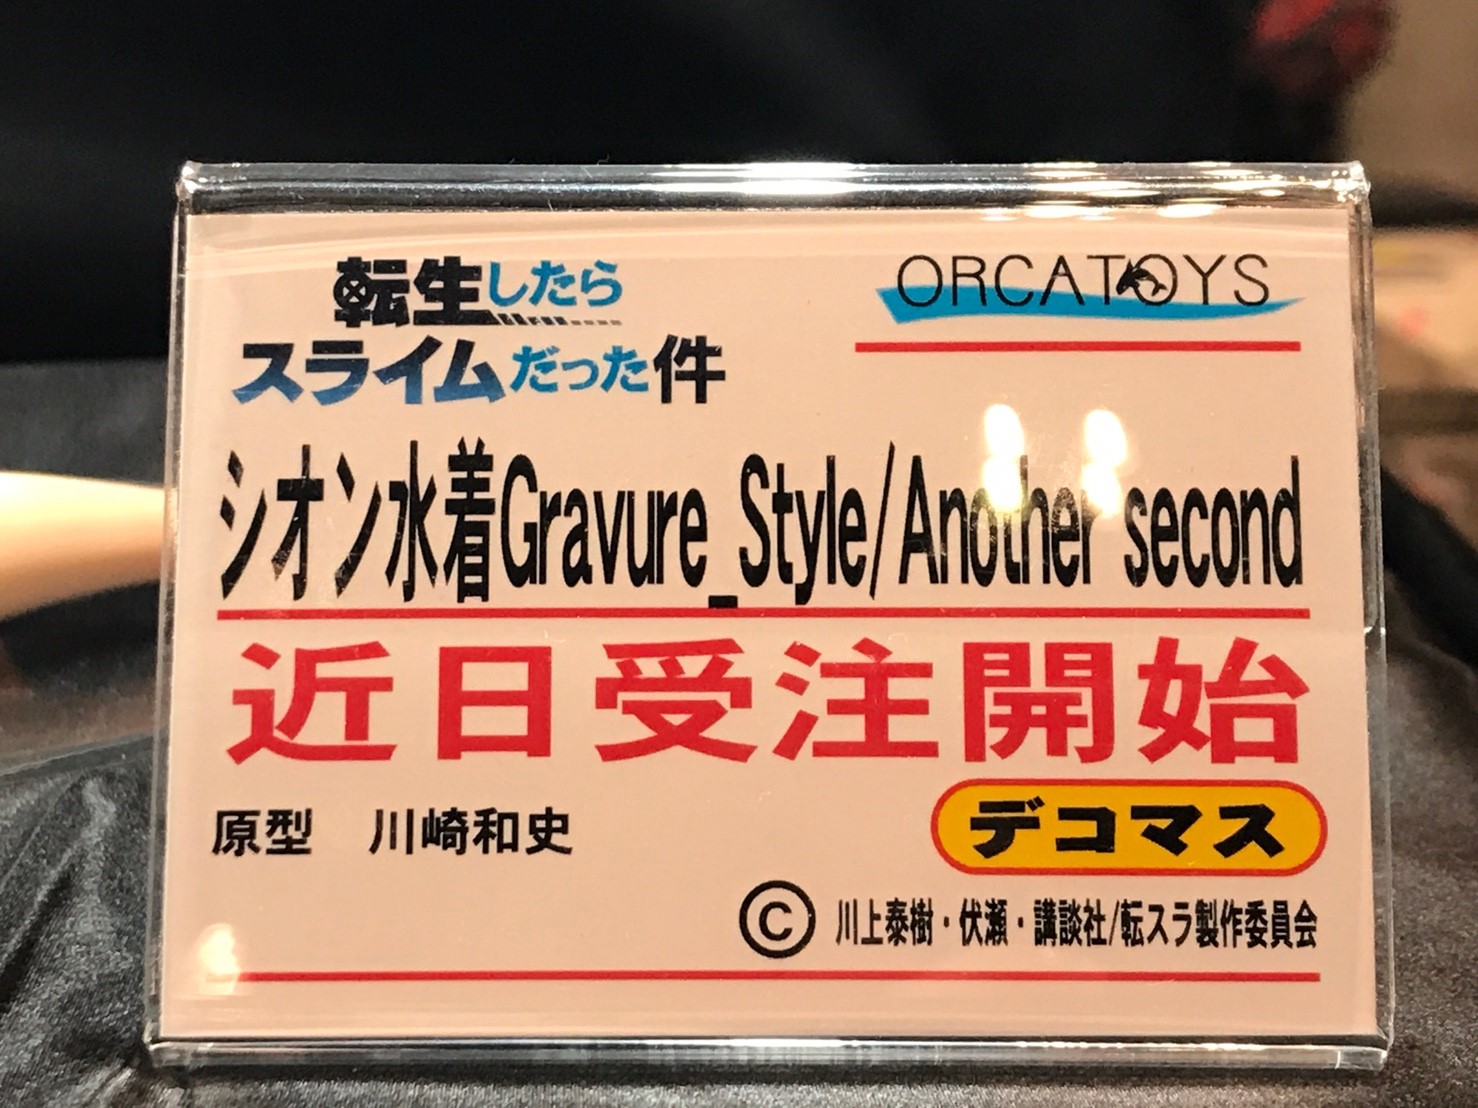 転生したら
スライムだった件
ORCATOYS
シオン水着Gravure_Style/Another second
近日受注開始
原型　川崎和史
デコマス
©川上泰樹・伏瀬・講談社/転スラ製作委員会